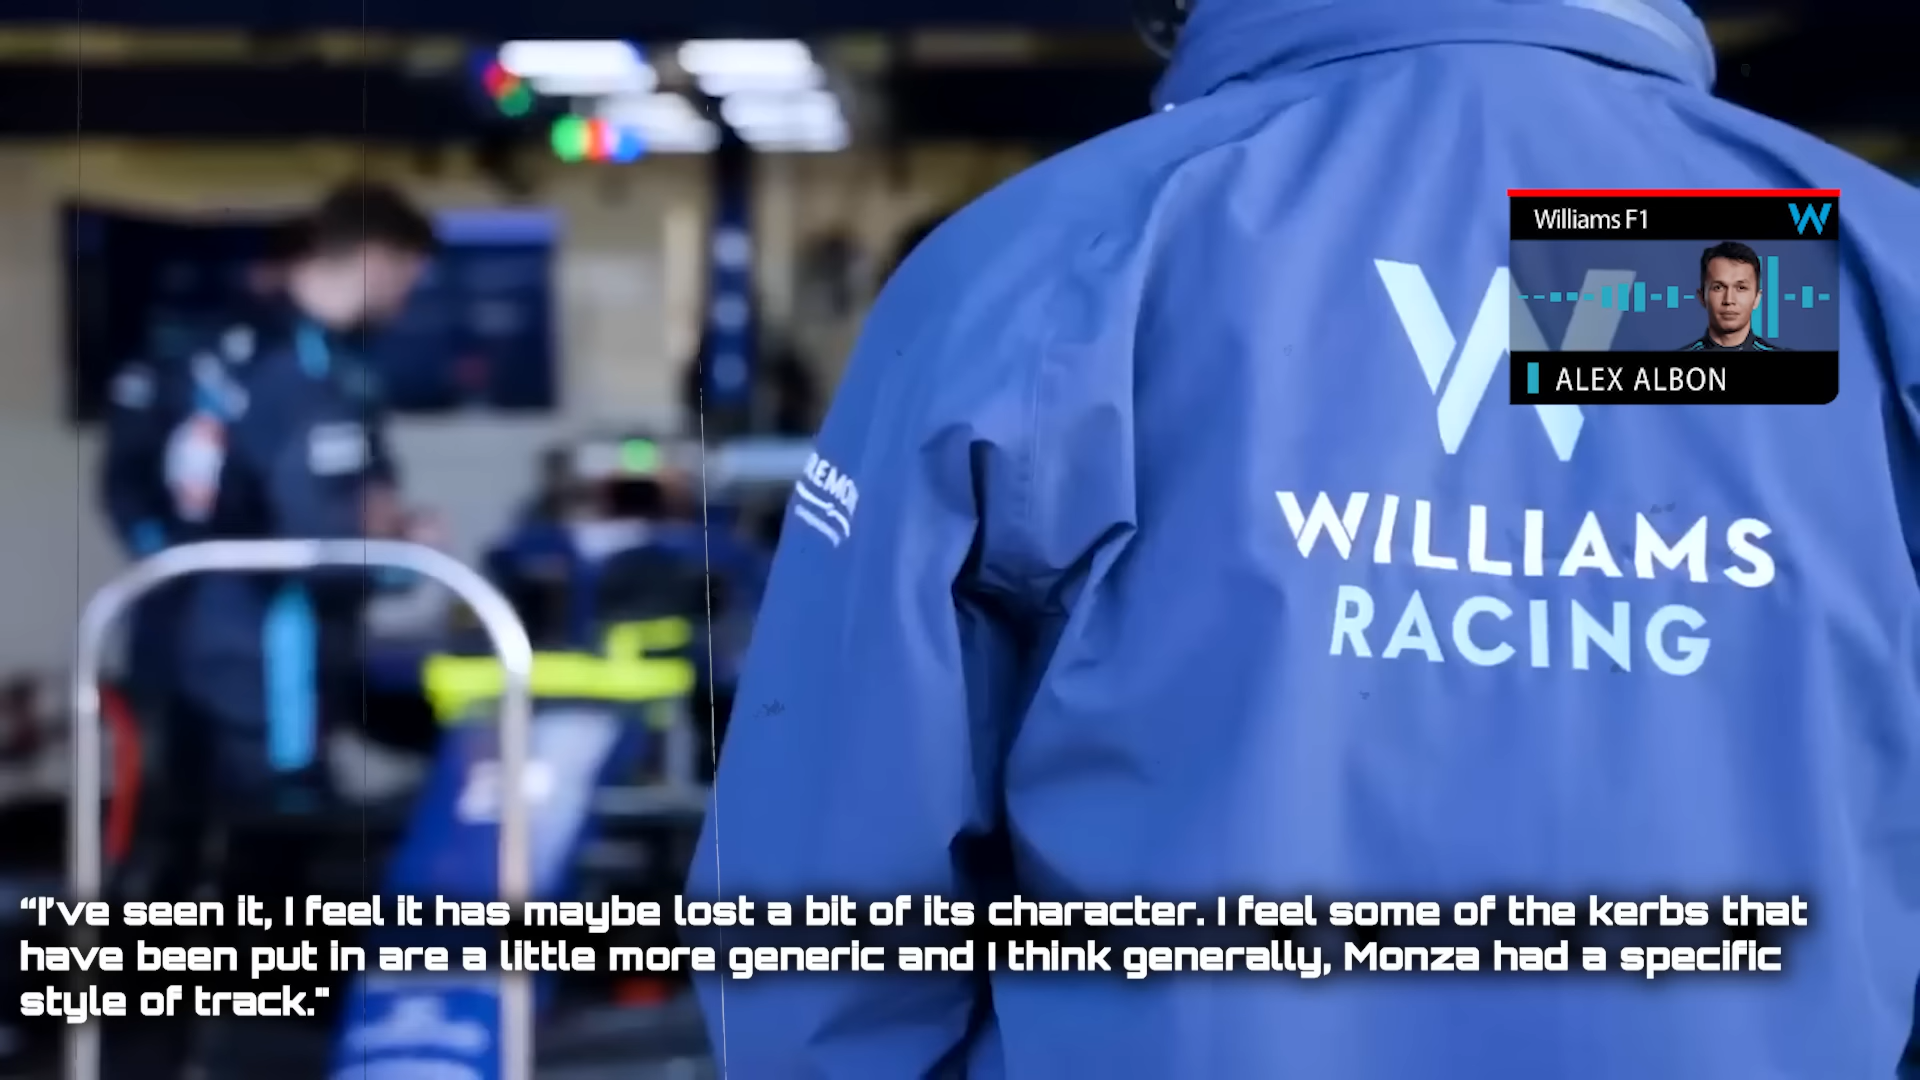 Williams F1
ALEX ALBON
WILLIAMS
RACING
“I’ve seen it, I feel it has maybe lost a bit of its character. I feel some of the kerbs that
have been put in are a little more generic and I think generally, Monza had a specific
style of track."